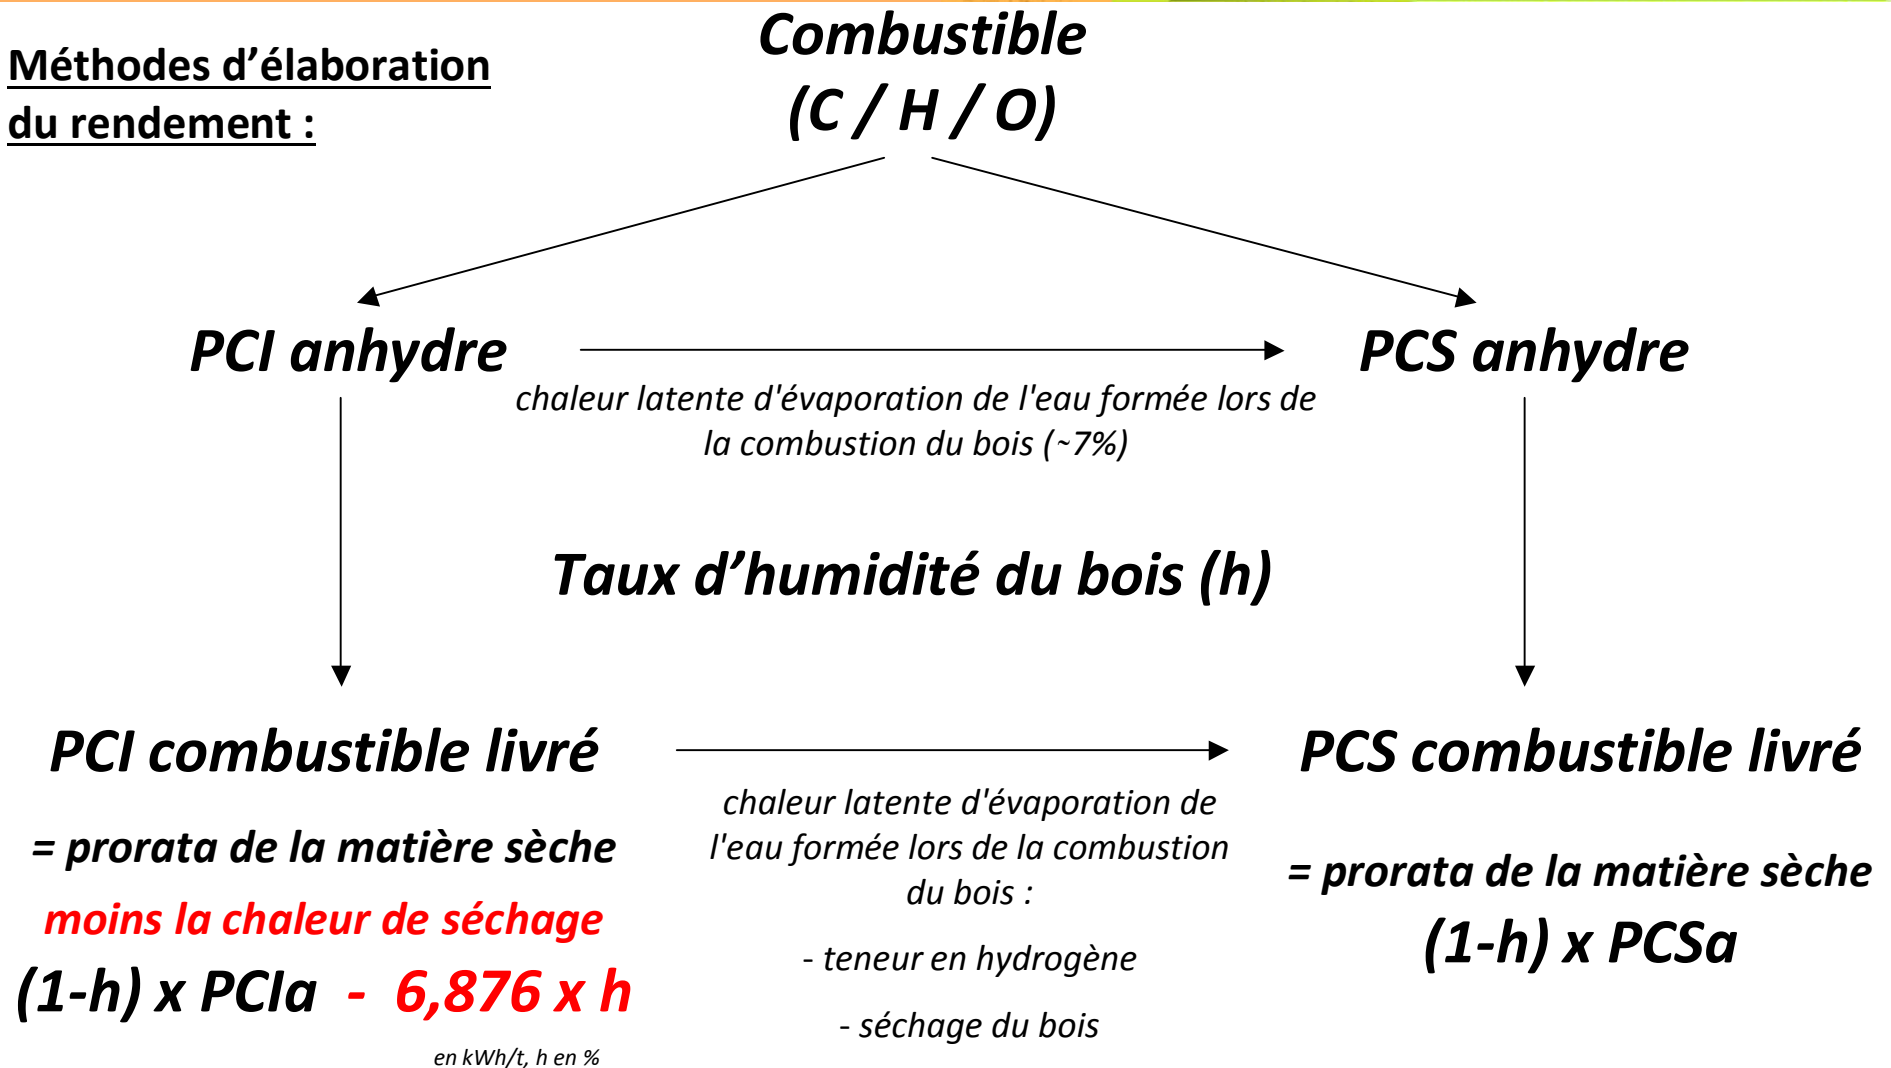 Méthodes d’élaboration
du rendement :
Combustible
(C / H / O)
PCI anhydre
PCS anhydre
chaleur latente d'évaporation de l'eau formée lors de
la combustion du bois (~7%)
Taux d’humidité du bois (h)
PCI combustible livré
= prorata de la matière sèche
moins la chaleur de séchage
(1-h) x PCIa - 6,876 x h
en kWh/t, h en %
chaleur latente d'évaporation de
l'eau formée lors de la combustion
du bois :
- teneur en hydrogène
- séchage du bois
PCS combustible livré
= prorata de la matière sèche
(1-h) x PCSa